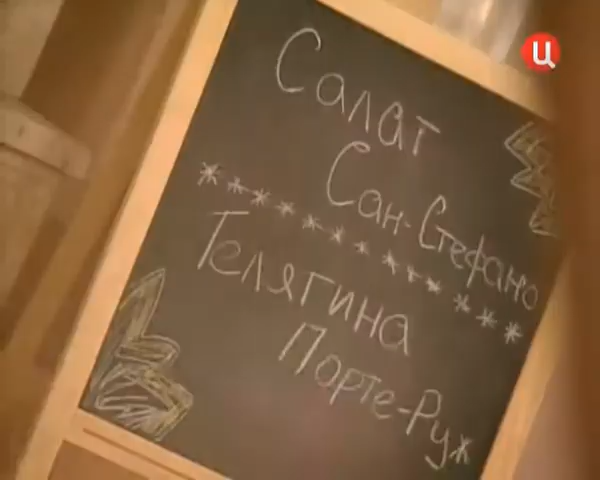 Ц
Салат
Сан-Стефано
*************
Телягина
Порте-Руж